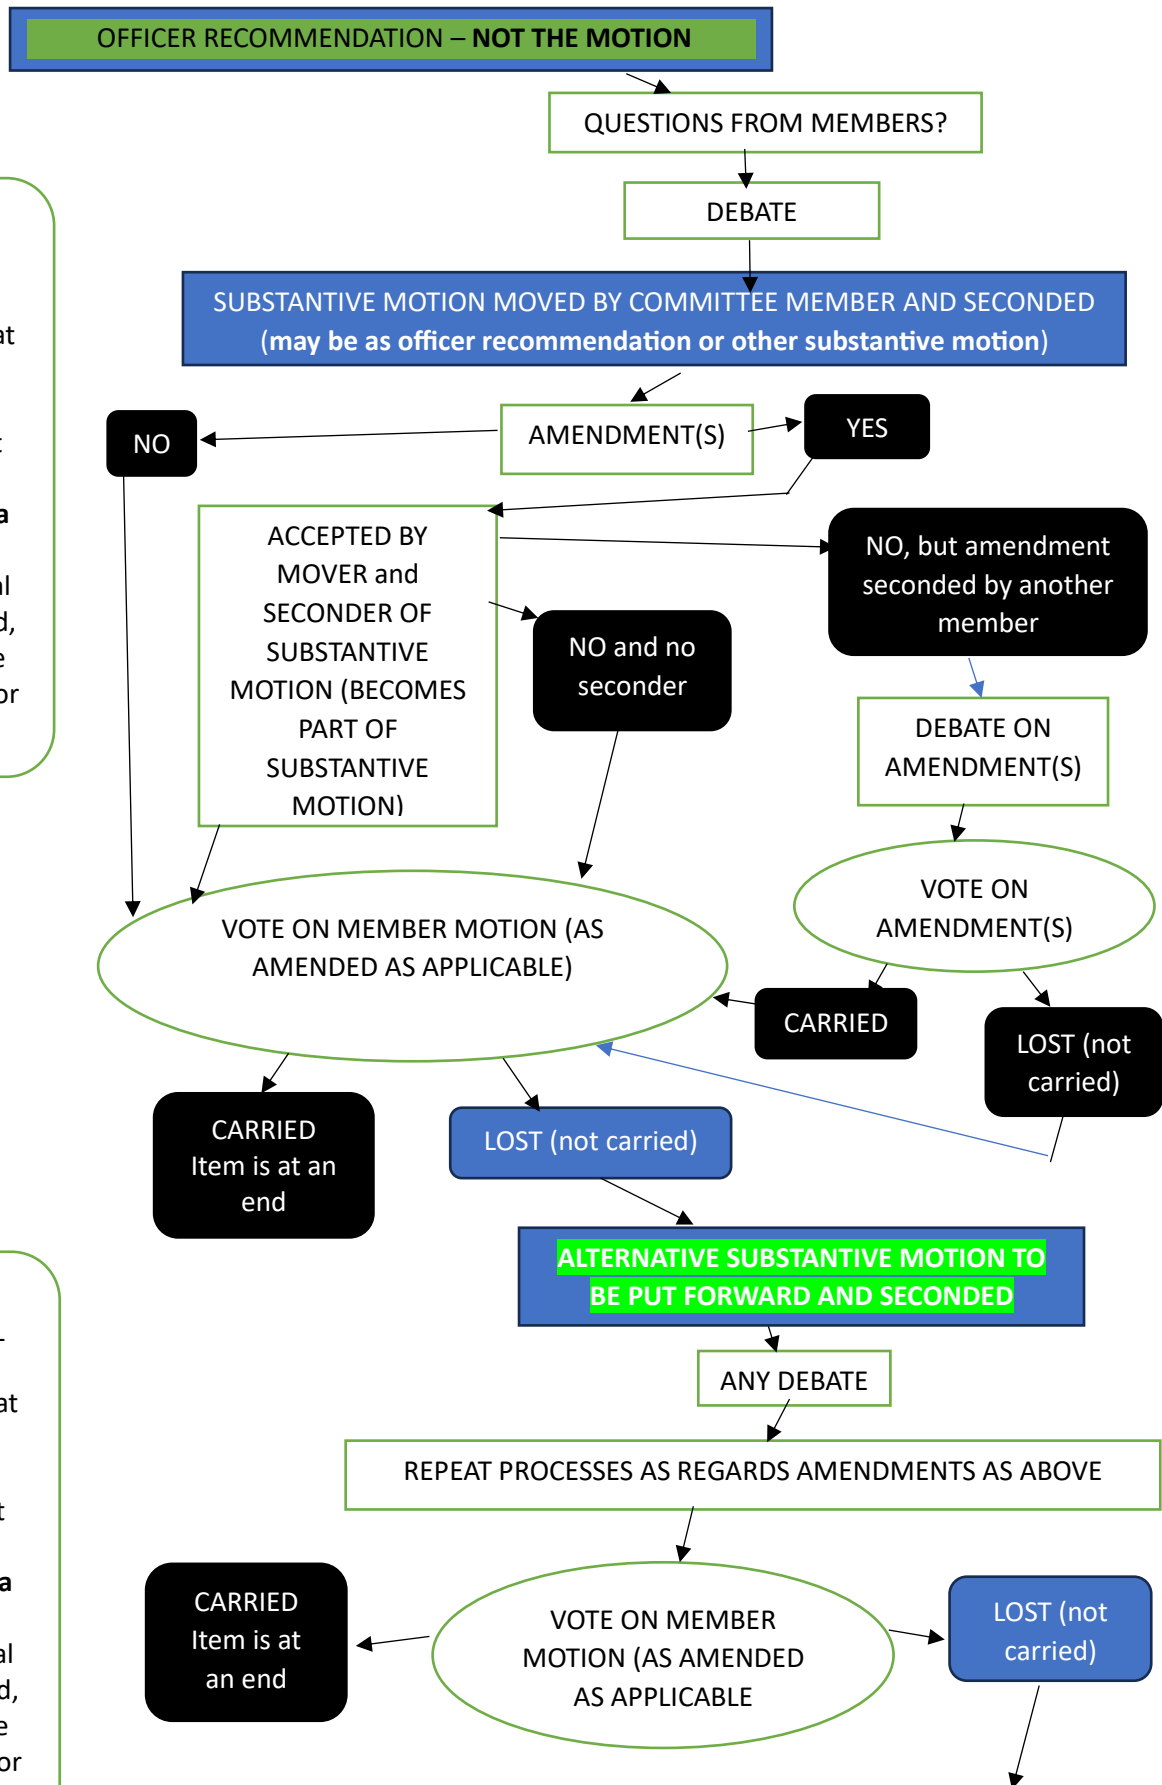 OFFICER RECOMMENDATION – NOT THE MOTION
QUESTIONS FROM MEMBERS?
DEBATE
SUBSTANTIVE MOTION MOVED BY COMMITTEE MEMBER AND SECONDED
(may be as officer recommendation or other substantive motion)
AMENDMENT(S)
YES
NO
ACCEPTED BY
MOVER and
SECONDER OF
SUBSTANTIVE
MOTION (BECOMES
PART OF
SUBSTANTIVE
MOTION)
NO and no
seconder
NO, but amendment
seconded by another
member
DEBATE ON
AMENDMENT(S)
VOTE ON
AMENDMENT(S)
VOTE ON MEMBER MOTION (AS
AMENDED AS APPLICABLE)
CARRIED
LOST (not
carried)
CARRIED
Item is at an
end
LOST (not carried)
ALTERNATIVE SUBSTANTIVE MOTION TO
BE PUT FORWARD AND SECONDED
ANY DEBATE
REPEAT PROCESSES AS REGARDS AMENDMENTS AS ABOVE
CARRIED
Item is at
an end
VOTE ON MEMBER
MOTION (AS AMENDED
AS APPLICABLE
LOST (not
carried)
at
t
a
al
d,
e
or
-
at
t
a
al
d,
e
or